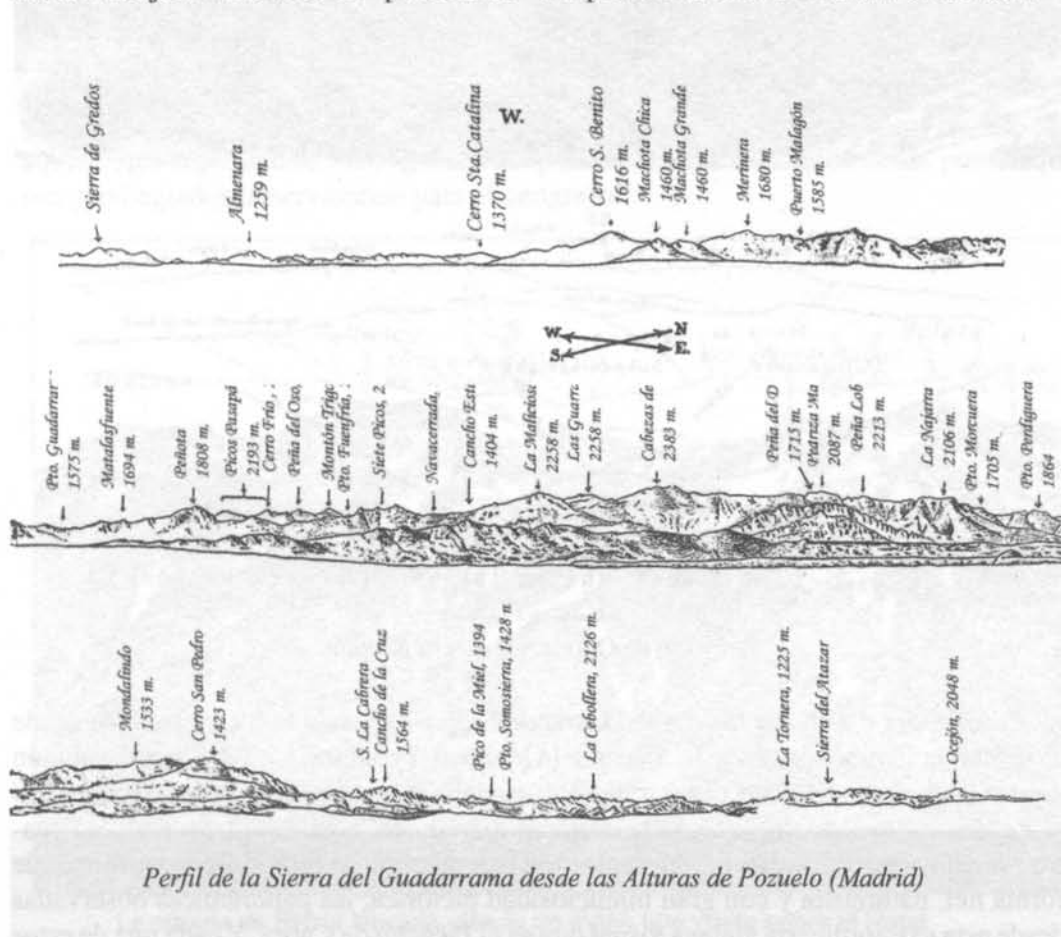 W.
Sierra de Gredos
Almenara
1259 m.
Cerro Sta.Catalina
1370 m.
Cerro S. Benito
1616 m.
Machota Chica
1460 m.
Machota Grande
1460 m.
Merinera
1680 m.
Puerto Malagón
1585 m.
W. N
S. E.
Pto. Guadarrar
1575 m.
Matalasfuente
1694 m.
Peñota
1808 m.
Picos Pasapá
2193 m.
Cerro Frío,
Peña del Oso,
Montón Trigo
Pto. Fuenfría,
Siete Picos, 2
Navacerrada,
Cancho Esti
1404 m.
La Maliciosa
2258 m.
Las Guarr
2258 m.
Cabezas de
2383 m.
Peña del D
1713 m.
Pidanza Ma
2087 m.
Peña Lob
2215 m.
La Najarra
2106 m.
Pto. Morcuera
1705 m.
Pto. Perdiguera
1864
Mondalindo
1533 m.
Cerro San Pedro
1423 m.
S. La Cabrera
Cancho de la Cruz
1564 m.
Pico de la Miel, 1394
Pto. Somosierra, 1428 m
La Cebollera, 2126 m.
La Tornera, 1225 m.
Sierra del Atazar
Ocejón, 2048 m.
Perfil de la Sierra del Guadarrama desde las Alturas de Pozuelo (Madrid)